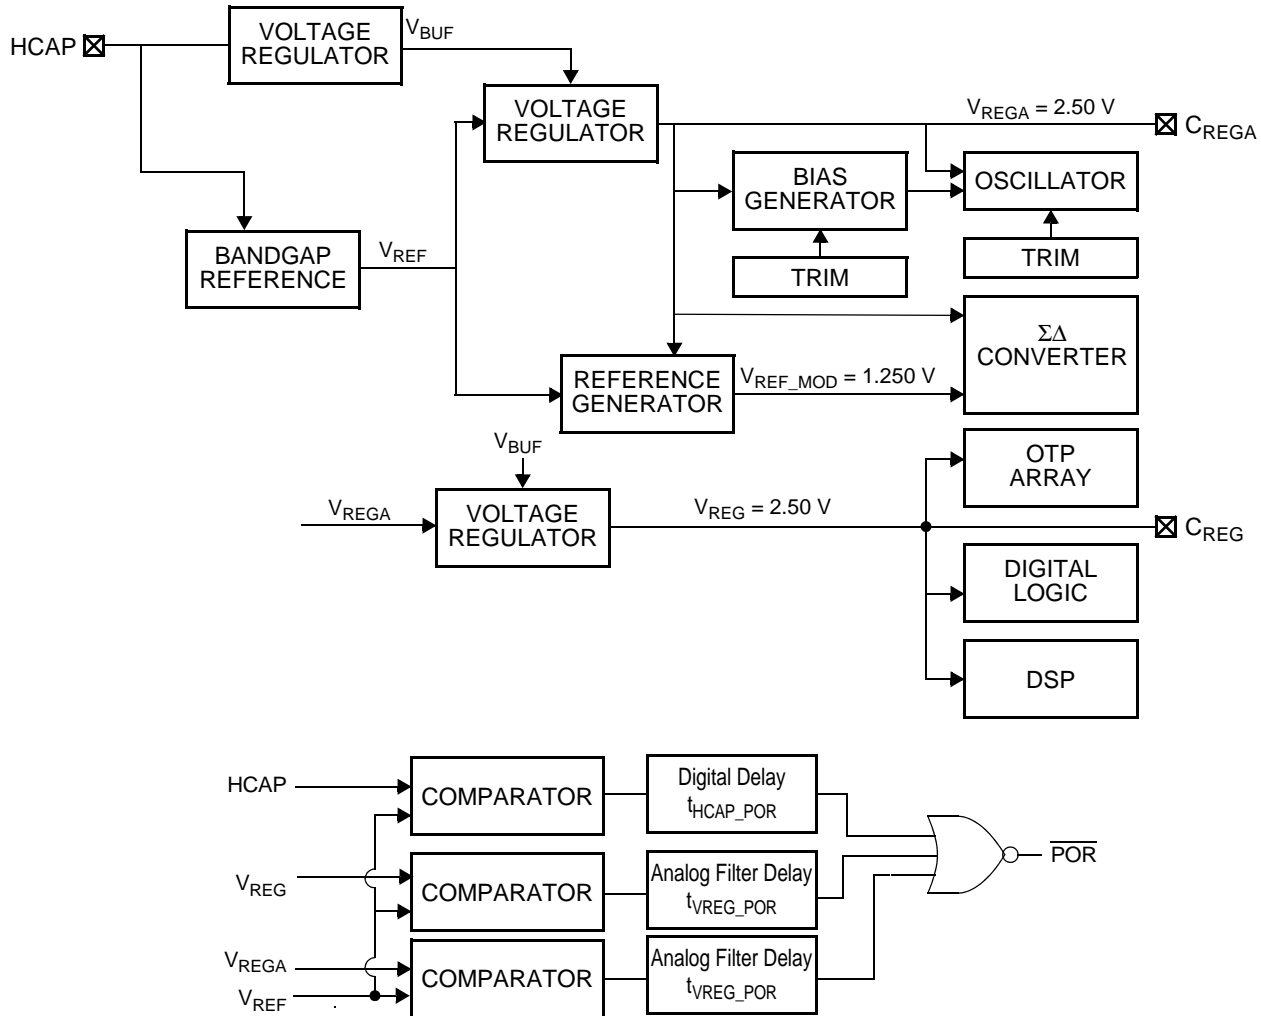 HCAP
VOLTAGE
REGULATOR
VBUF
VOLTAGE
REGULATOR
VREGA = 2.50 V
CREGA
BIAS
GENERATOR
OSCILLATOR
TRIM
TRIM
BANDGAP
REFERENCE
VREF
ΣΔ
CONVERTER
REFERENCE
GENERATOR
VREF_MOD = 1.250 V
VBUF
OTP
ARRAY
VREGA
VOLTAGE
REGULATOR
VREG = 2.50 V
CREG
DIGITAL
LOGIC
DSP
HCAP
COMPARATOR
Digital Delay
tHCAP_POR
POR
VREG
COMPARATOR
Analog Filter Delay
tVREG_POR
VREGA
VREF
COMPARATOR
Analog Filter Delay
tVREG_POR